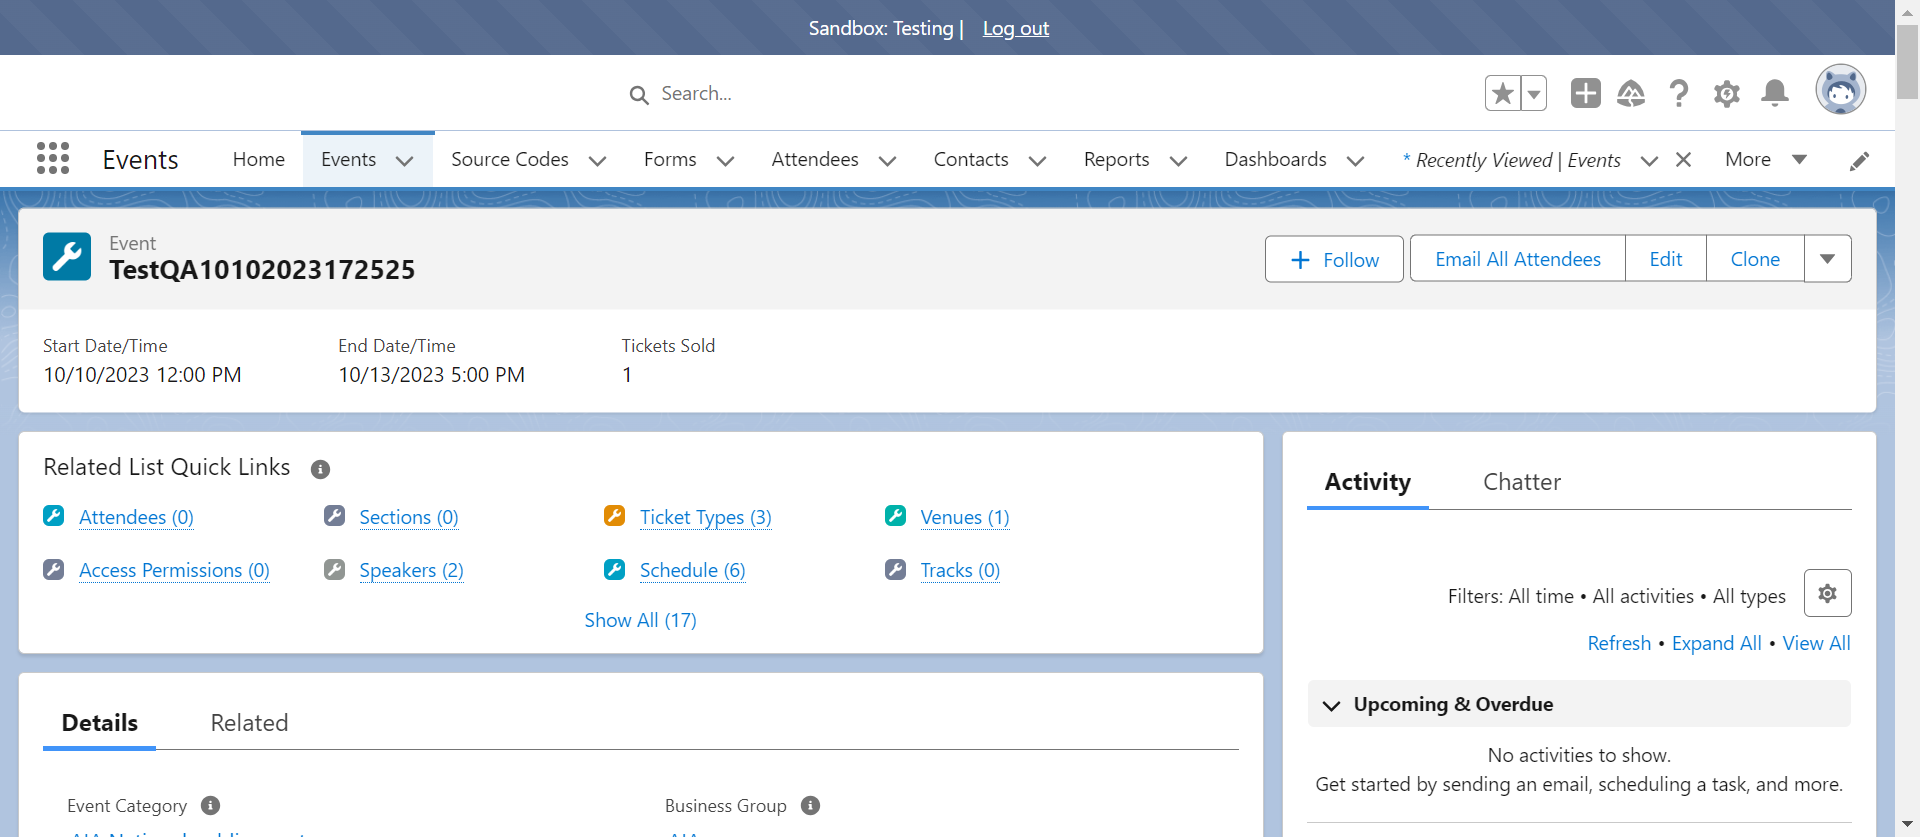 Sandbox: Testing | Log out
Search...
Events Home Events Source Codes Forms Attendees Contacts Reports Dashboards * Recently Viewed | Events More
Event
TestQA10102023172525
Follow Email All Attendees Edit Clone
Start Date/Time End Date/Time Tickets Sold
10/10/2023 12:00 PM 10/13/2023 5:00 PM 1
Related List Quick Links
Attendees (0) Sections (0) Ticket Types (3) Venues (1)
Access Permissions (0) Speakers (2) Schedule (6) Tracks (0)
Show All (17)
Details Related
Event Category Business Group
Activity Chatter
Filters: All time • All activities • All types
Refresh • Expand All • View All
Upcoming & Overdue
No activities to show.
Get started by sending an email, scheduling a task, and more.